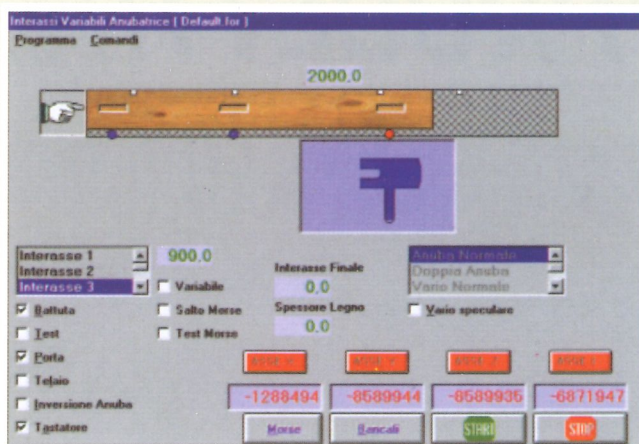 Interassi Variabili Anubatrice ( Default.for )
Programma Comandi
2000,0
Interasse 1
Interasse 2
Interasse 3
900,0
Variabile
Salto Morse
Test Morse
Interasse Finale
0,0
Spessore Legno
0,0
Anuba Normale
Doppia Anuba
Vario Normale
Vario speculare
Battuta
Test
Porta
Telaio
Inversione Anuba
Tastatore
-1288494 -8589944 -8589935 -6871947
Morse Bancali START STOP